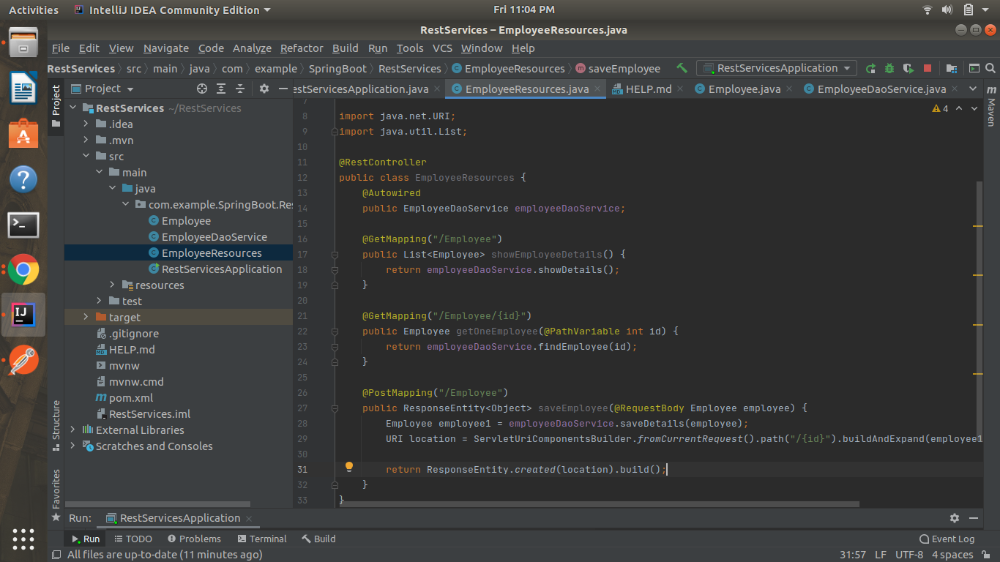 Activities IntelliJ IDEA Community Edition Fri 11:04 PM
RestServices – EmployeeResources.java
File Edit View Navigate Code Analyze Refactor Build Run Tools VCS Window Help
RestServices src main java com example SpringBoot RestServices EmployeeResources saveEmployee RestServicesApplication
Project estServicesApplication.java EmployeeResources.java HELP.md Employee.java EmployeeDaoService.java
Project
Maven
RestServices ~/RestServices
.idea
.mvn
src
main
java
com.example.SpringBoot.Res
Employee
EmployeeDaoService
EmployeeResources
RestServicesApplication
resources
test
target
.gitignore
HELP.md
mvnw
mvnw.cmd
pom.xml
RestServices.iml
External Libraries
Scratches and Consoles
Structure
Favorites
4
7
8 import java.net.URI;
9 import java.util.List;
10
11 @RestController
12 public class EmployeeResources {
13 @Autowired
14 public EmployeeDaoService employeeDaoService;
15
16 @GetMapping("/Employee")
17 public List<Employee> showEmployeeDetails() {
18 return employeeDaoService.showDetails();
19 }
20
21 @GetMapping("/Employee/{id}")
22 public Employee getOneEmployee(@PathVariable int id) {
23 return employeeDaoService.findEmployee(id);
24 }
25
26 @PostMapping("/Employee")
27 public ResponseEntity<Object> saveEmployee(@RequestBody Employee employee) {
28 Employee employee1 = employeeDaoService.saveDetails(employee);
29 URI location = ServletUriComponentsBuilder.fromCurrentRequest().path("/{id}").buildAndExpand(employee1
30
31 return ResponseEntity.created(location).build();
32 }
33 }
Run: RestServicesApplication
Run TODO Problems Terminal Build Event Log
All files are up-to-date (11 minutes ago) 31:57 LF UTF-8 4 spaces